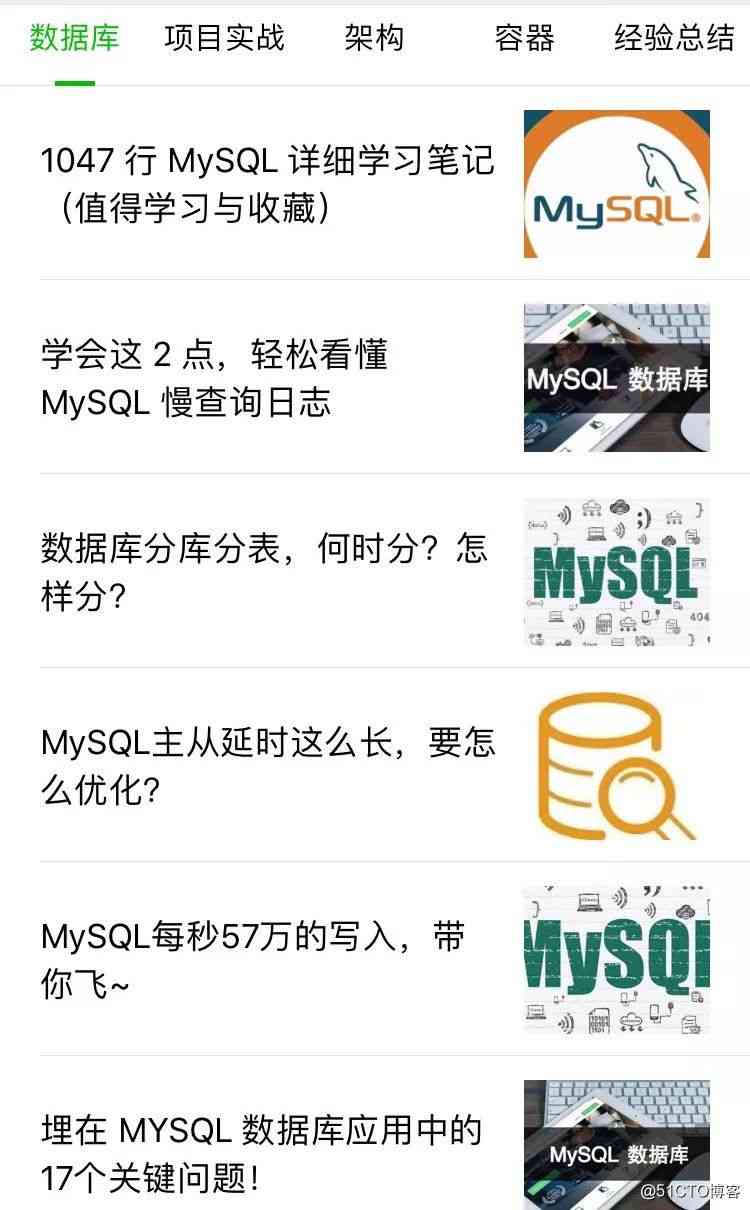 数据库 项目实战 架构 容器 经验总结
1047 行 MySQL 详细学习笔记
（值得学习与收藏）
MySQL®
学会这 2 点，轻松看懂
MySQL 慢查询日志
MySQL 数据库
数据库分库分表，何时分？怎
样分？
MySQL
404
MySQL主从延时这么长，要怎
么优化？
MySQL每秒57万的写入，带
你飞~
MySQL
埋在 MYSQL 数据库应用中的
17个关键问题！
MySQL 数据库
@51CTO博客